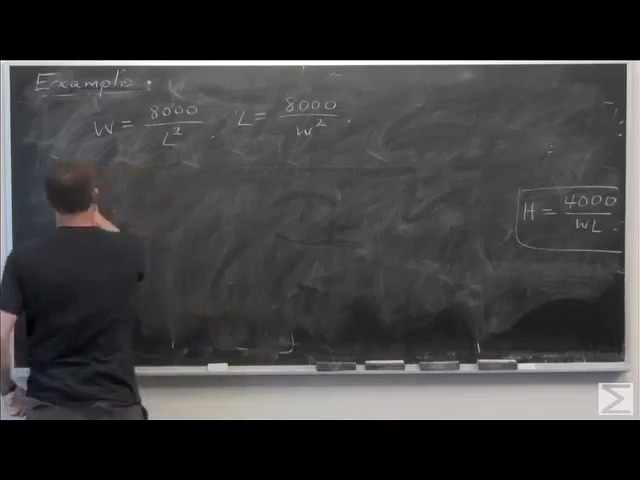 Example:
W = 8000/L² , L = 8000/W² .
H = 4000/WL .